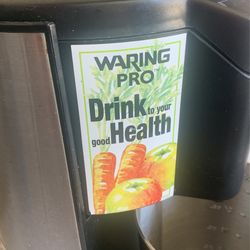 WARING
PRO
Drink to your
good Health